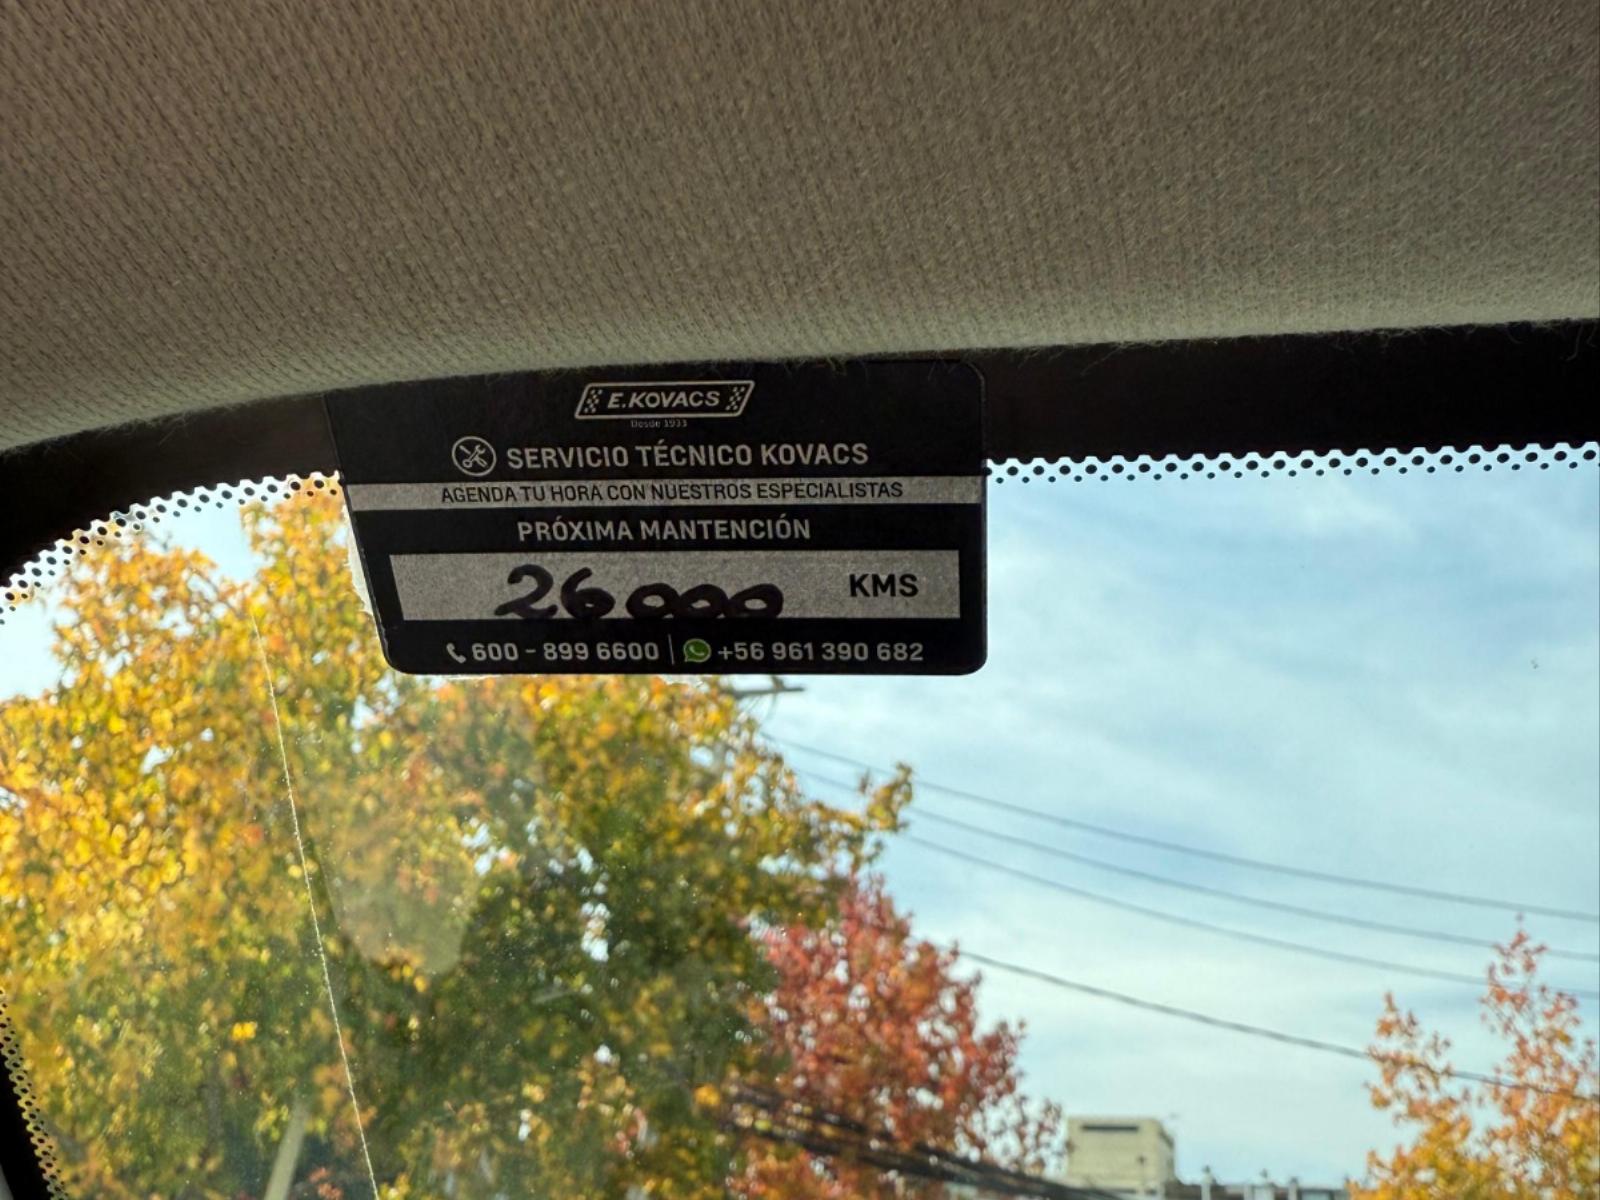 E.KOVACS
Desde 1933
SERVICIO TÉCNICO KOVACS
AGENDA TU HORA CON NUESTROS ESPECIALISTAS
PRÓXIMA MANTENCIÓN
26000 KMS
600 - 899 6600 | +56 961 390 682